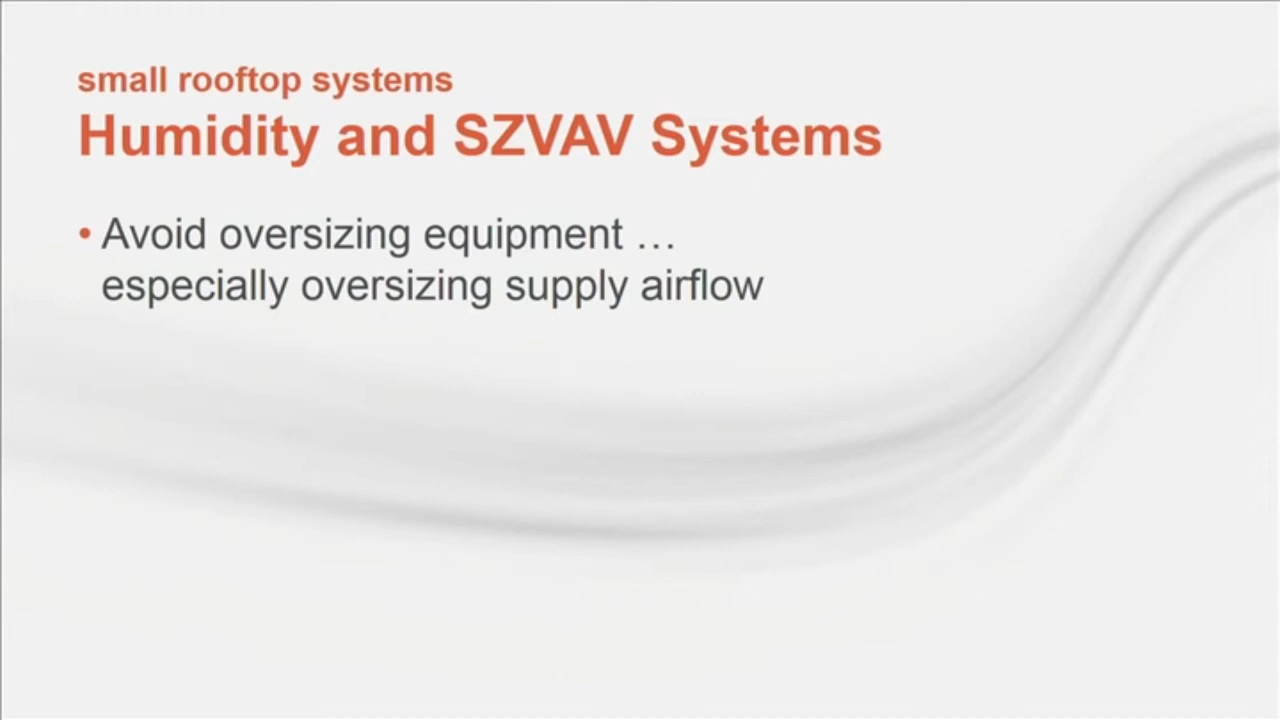 small rooftop systems
Humidity and SZVAV Systems
• Avoid oversizing equipment …
especially oversizing supply airflow